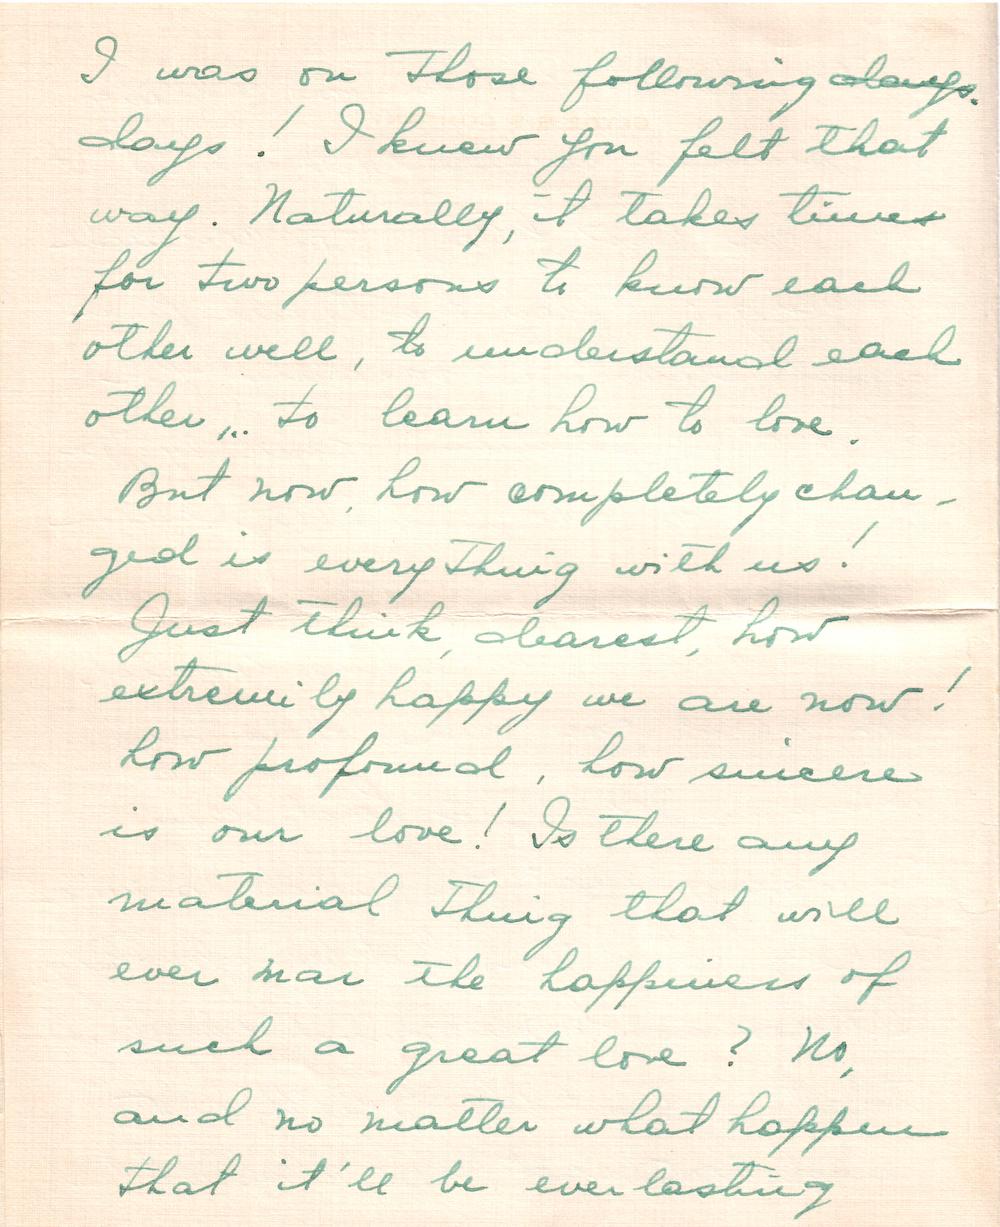 I was on those following days.
days! I knew you felt that
way. Naturally, it takes times
for two persons to know each
other well, to understand each
other,.. to learn how to love.
But now, how completely chan-
ged is everything with us!
Just think, dearest, how
extremily happy we are now!
how profound, how sincere
is our love! Is there any
material thing that will
ever mar the happiness of
such a great love? No,
and no matter what happen
that it'll be everlasting